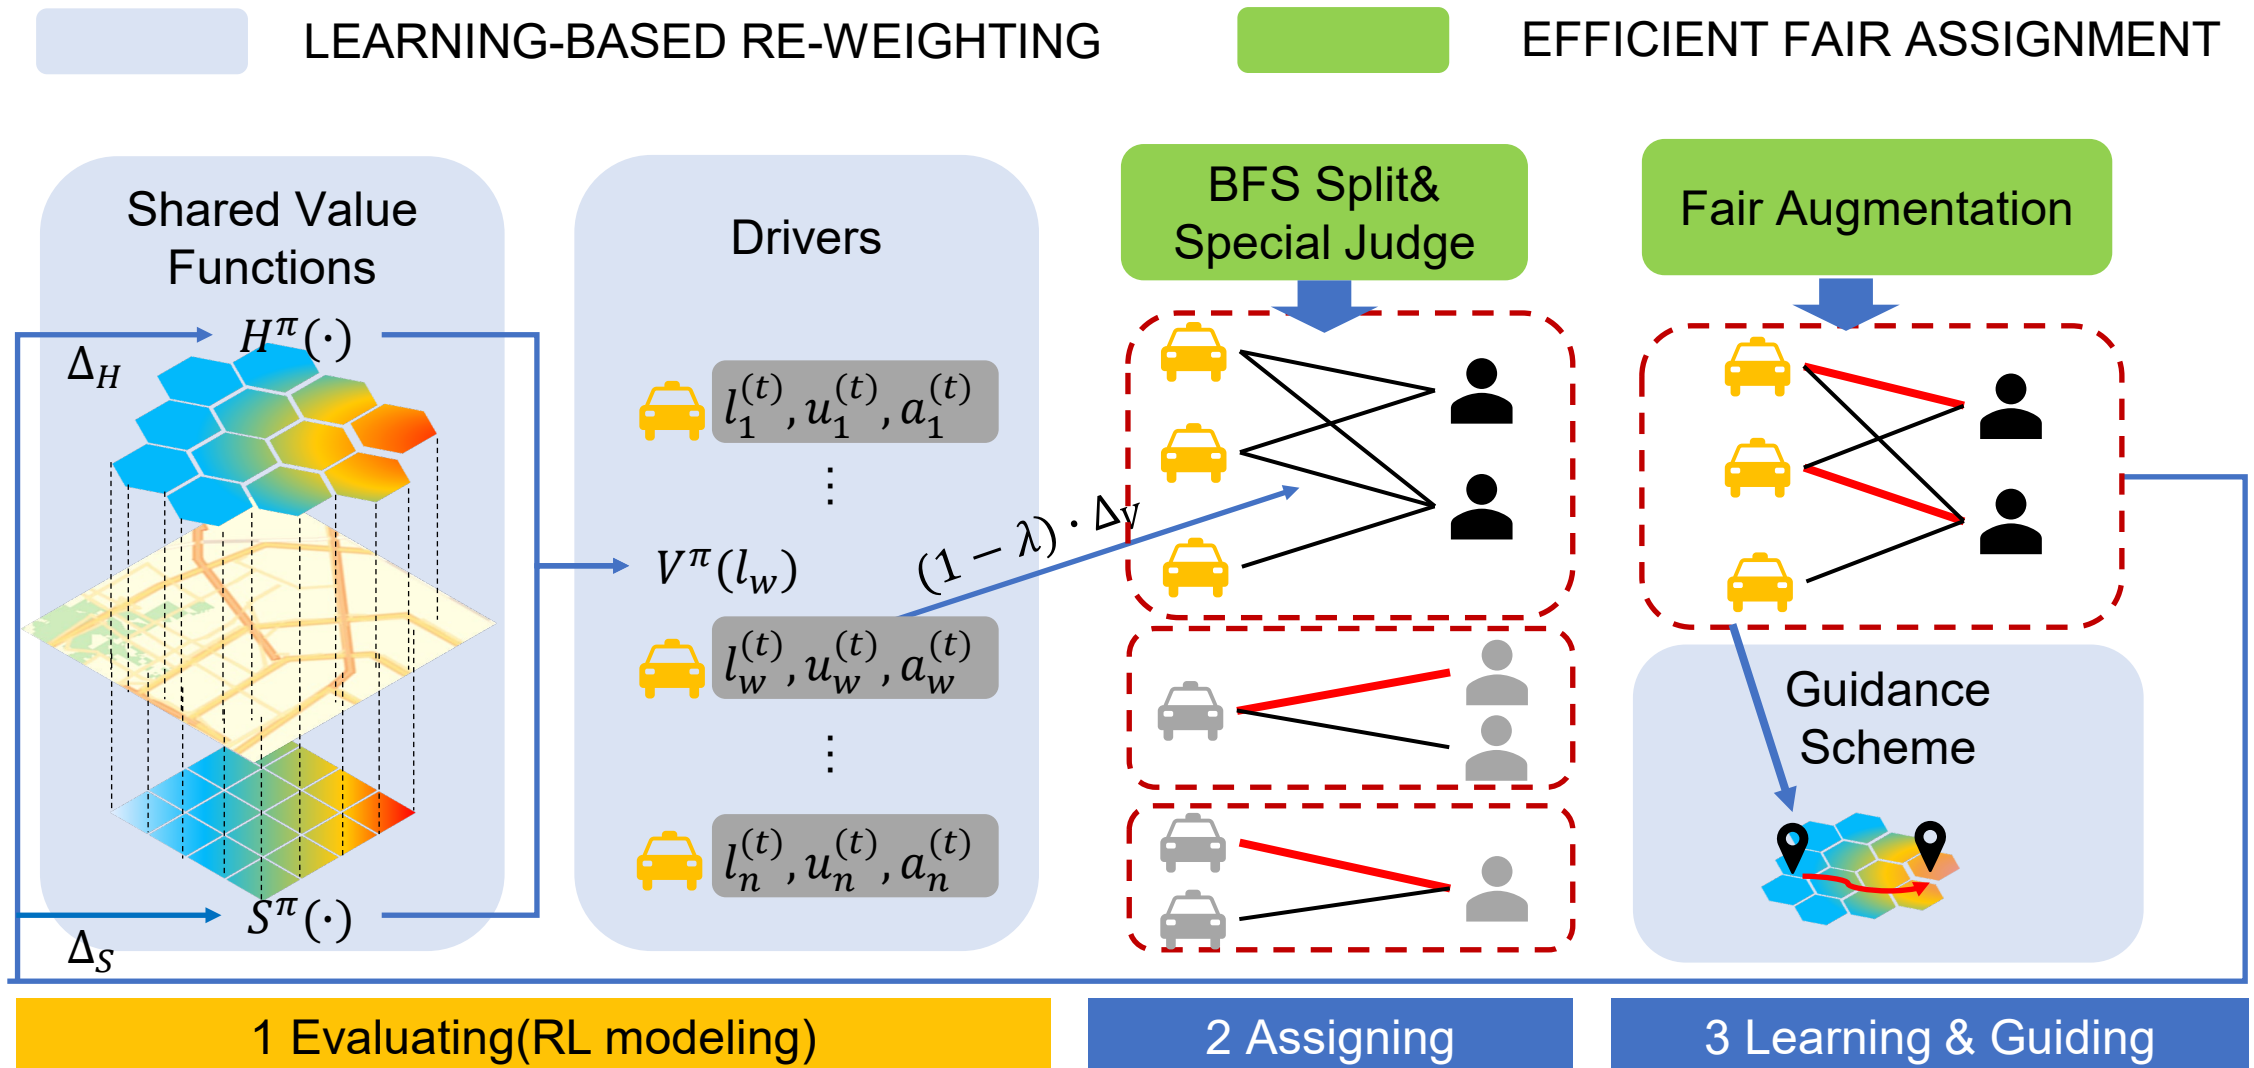 LEARNING-BASED RE-WEIGHTING
EFFICIENT FAIR ASSIGNMENT
Shared Value
Functions
H^π(·)
Δ_H
S^π(·)
Δ_S
Drivers
l_1^(t), u_1^(t), a_1^(t)
⋮
V^π(l_w)
l_w^(t), u_w^(t), a_w^(t)
⋮
l_n^(t), u_n^(t), a_n^(t)
(1 − λ) · Δ_V
BFS Split&
Special Judge
Fair Augmentation
Guidance
Scheme
1 Evaluating(RL modeling)
2 Assigning
3 Learning & Guiding